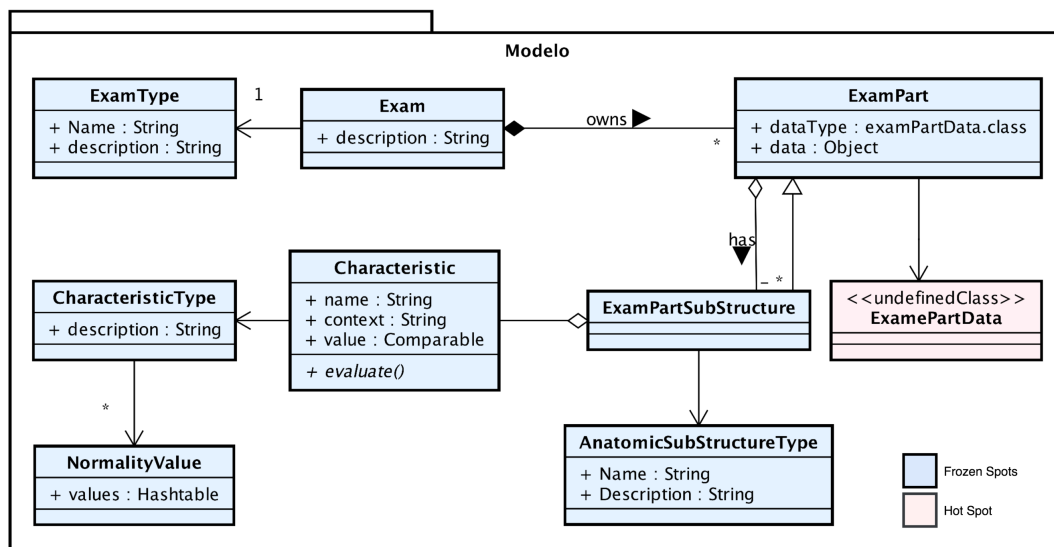 Modelo
ExamType
+ Name : String
+ description : String
1
Exam
+ description : String
owns
*
ExamPart
+ dataType : examPartData.class
+ data : Object
has
- *
Characteristic
+ name : String
+ context : String
+ value : Comparable
+ evaluate()
CharacteristicType
+ description : String
ExamPartSubStructure
<<undefinedClass>>
ExamePartData
*
NormalityValue
+ values : Hashtable
AnatomicSubStructureType
+ Name : String
+ Description : String
Frozen Spots
Hot Spot